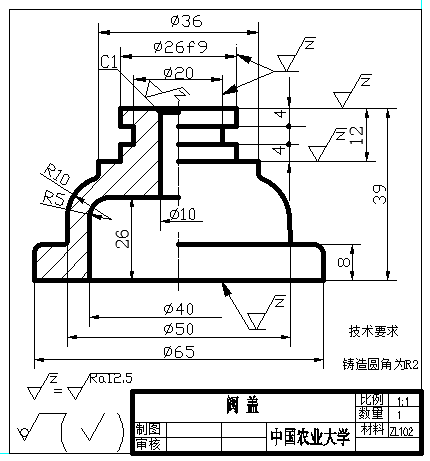 ø36
ø26f9
C1
ø20
z
z
z
z
4
4
12
39
R10
R5
ø10
26
8
z
ø40
ø50
ø65
技术要求
铸造圆角为R2
z = Ra12.5
阀 盖
比例 1:1
数量 1
制图
中国农业大学
材料 ZL102
审核